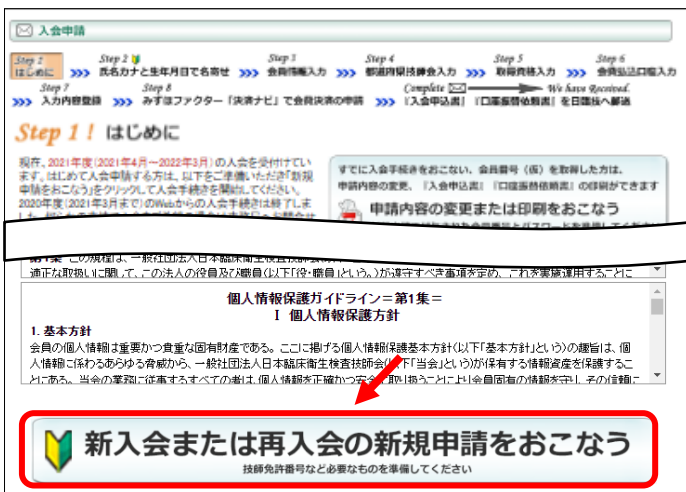 入会申請
Step 1 Step 2 Step 3 Step 4 Step 5 Step 6
はじめに >>> 氏名カナと生年月日で名寄せ >>> 会員情報入力 >>> 都道府県技師会入力 >>> 取得資格入力 >>> 会費払込口座入力
Step 7 Step 8 Complete We have Received.
>>> 入力内容登録 >>> みずほファクター「決済ナビ」で会員決済の申請 >>> 『入会申込書』『口座振替依頼書』を日臨技へ郵送
Step 1 ! はじめに
現在、2021年度(2021年4月～2022年3月)の入会を受付けてい
ます。はじめて入会申請する方は、以下をご準備いただき「新規
申請をおこなう」をクリックして入会手続きを開始してください。
2020年度(2021年3月まで)のWebからの入会手続きは終了しま
すでに入会手続きをおこない、会員番号（仮）を取得した方は、
申請内容の変更、『入会申込書』『口座振替依頼書』の印刷ができます
申請内容の変更または印刷をおこなう
この規程は、一般社団法人日本臨床衛生検査技師会
適正な取扱いに関して、この法人の役員及び職員(以下「役・職員」という。)が遵守すべき事項を定め、これを実施運用することに
個人情報保護ガイドライン＝第1集＝
I 個人情報保護方針
1. 基本方針
会員の個人情報は重要かつ貴重な固有財産である。ここに掲げる個人情報保護基本方針(以下「基本方針」という)の趣旨は、個
人情報に係わるあらゆる脅威から、一般社団法人日本臨床衛生検査技師会(以下「当会」という)が保有する情報資産を保護するこ
とにある。当会の業務に従事するすべての者は、個人情報を正確かつ安全に取り扱うことにより会員固有の情報を守り、その信頼に
新入会または再入会の新規申請をおこなう
技師免許番号など必要なものを準備してください